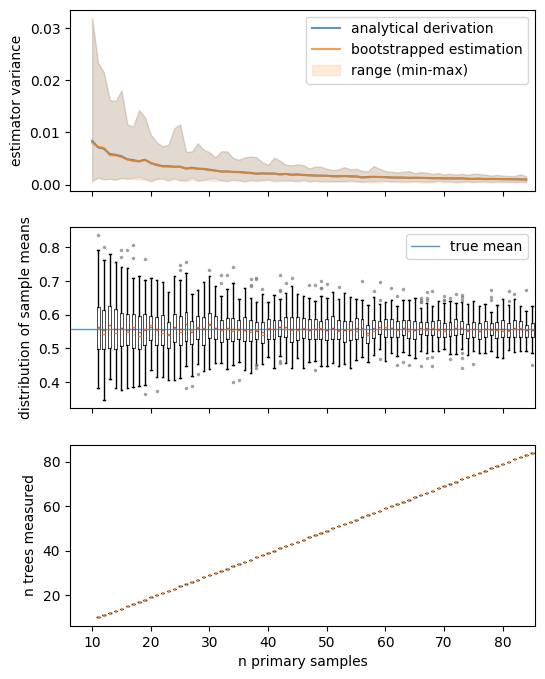 0.03
0.02
0.01
0.00
estimator variance
analytical derivation
bootstrapped estimation
range (min-max)
0.8
0.7
0.6
0.5
0.4
distribution of sample means
true mean
80
60
40
20
n trees measured
10 20 30 40 50 60 70 80
n primary samples